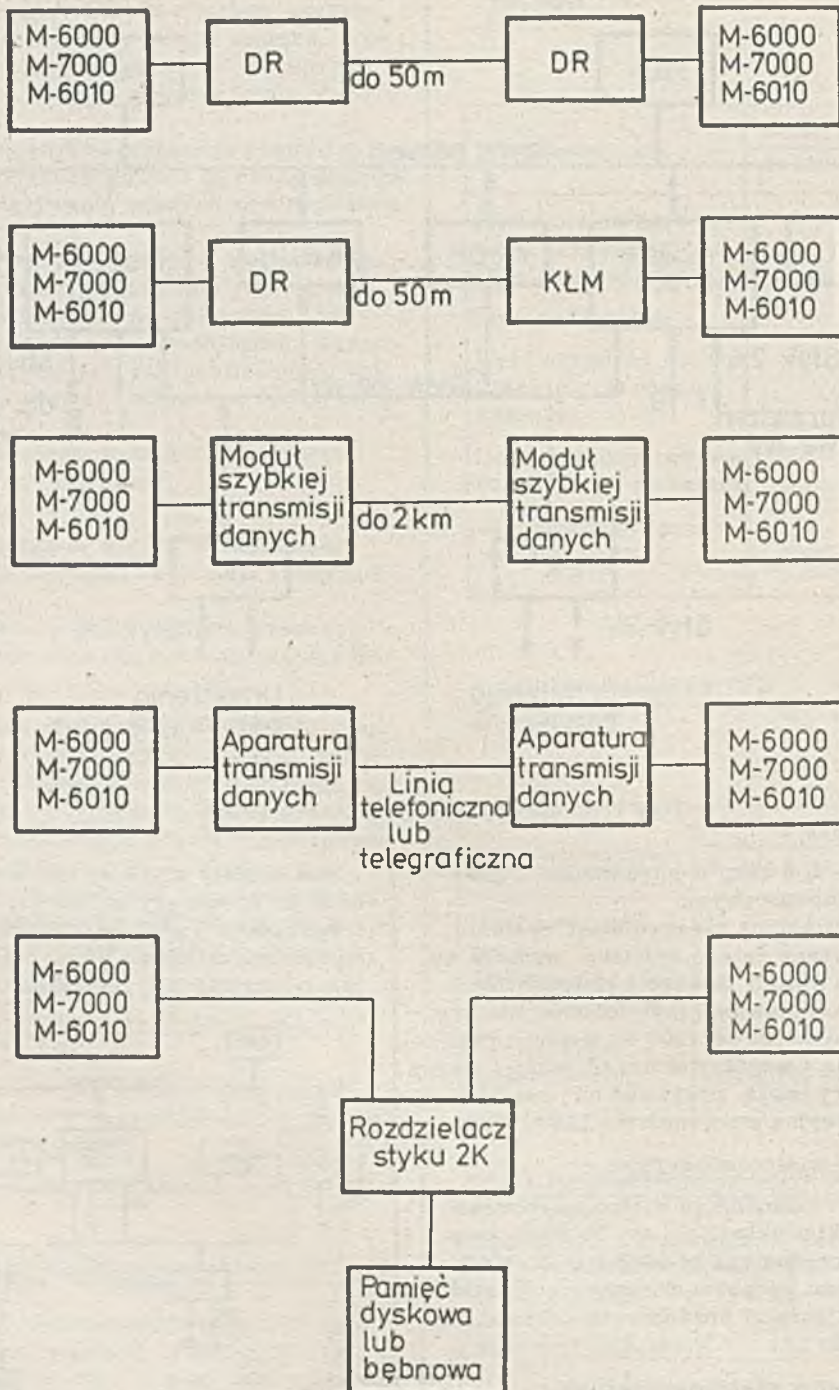 M-6000
M-7000
M-6010
DR
do 50m
DR
M-6000
M-7000
M-6010
M-6000
M-7000
M-6010
DR
do 50m
KŁM
M-6000
M-7000
M-6010
M-6000
M-7000
M-6010
Moduł
szybkiej
transmisji
danych
do 2km
Moduł
szybkiej
transmisji
danych
M-6000
M-7000
M-6010
M-6000
M-7000
M-6010
Aparatura
transmisji
danych
Linia
telefoniczna
lub
telegraficzna
Aparatura
transmisji
danych
M-6000
M-7000
M-6010
M-6000
M-7000
M-6010
M-6000
M-7000
M-6010
Rozdzielacz
styku 2K
Pamięć
dyskowa
lub
bębnowa